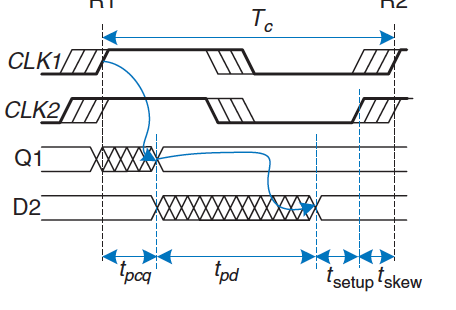 R1 R2
Tc
CLK1
CLK2
Q1
D2
tpcq tpd tsetup tskew